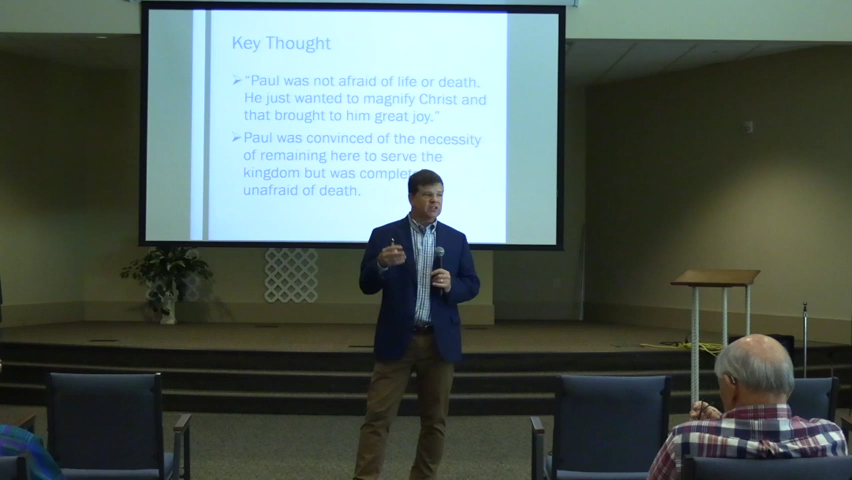 Key Thought
➢ "Paul was not afraid of life or death.
He just wanted to magnify Christ and
that brought to him great joy."
➢ Paul was convinced of the necessity
of remaining here to serve the
kingdom but was
unafraid of death.